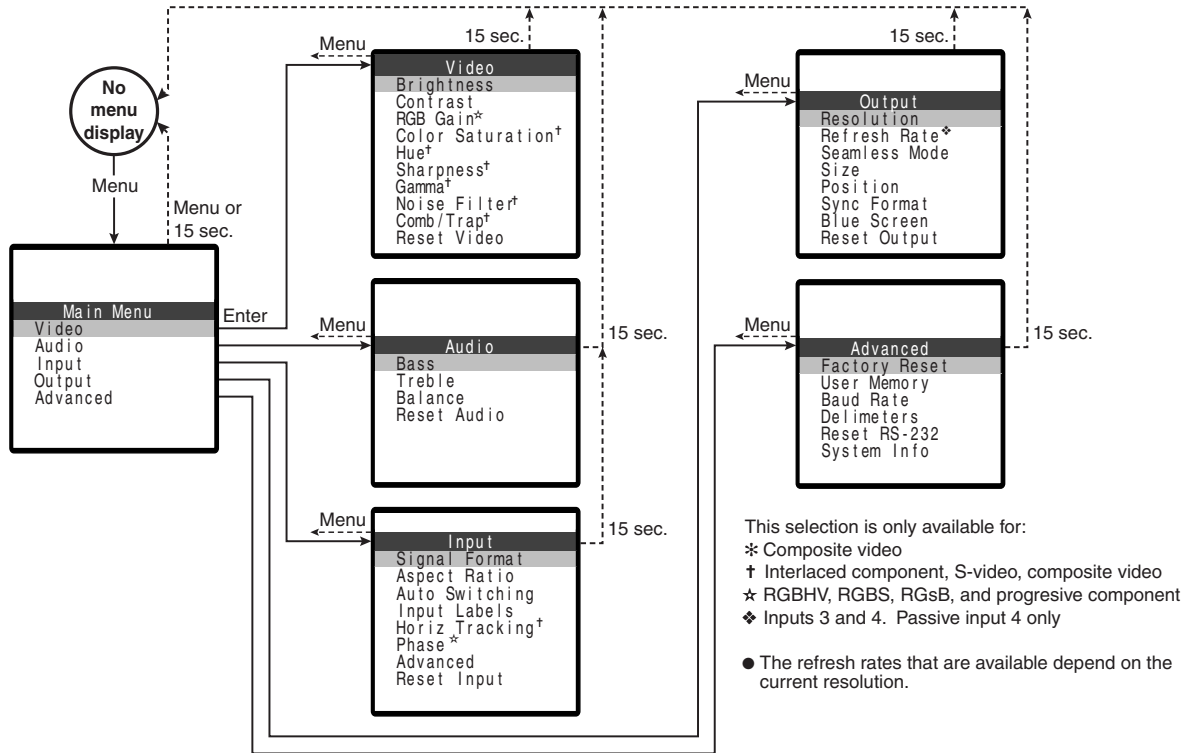 No
menu
display
Menu
Menu or
15 sec.
Main Menu
Video
Audio
Input
Output
Advanced
Enter
Menu
15 sec.
Video
Brightness
Contrast
RGB Gain☆
Color Saturation†
Hue†
Sharpness†
Gamma†
Noise Filter†
Comb/Trap†
Reset Video
Menu
15 sec.
Audio
Bass
Treble
Balance
Reset Audio
Menu
15 sec.
Input
Signal Format
Aspect Ratio
Auto Switching
Input Labels
Horiz Tracking†
Phase☆
Advanced
Reset Input
Menu
15 sec.
Output
Resolution
Refresh Rate❖
Seamless Mode
Size
Position
Sync Format
Blue Screen
Reset Output
Menu
15 sec.
Advanced
Factory Reset
User Memory
Baud Rate
Delimeters
Reset RS-232
System Info
This selection is only available for:
✻ Composite video
† Interlaced component, S-video, composite video
☆ RGBHV, RGBS, RGsB, and progresive component
❖ Inputs 3 and 4. Passive input 4 only
● The refresh rates that are available depend on the
current resolution.